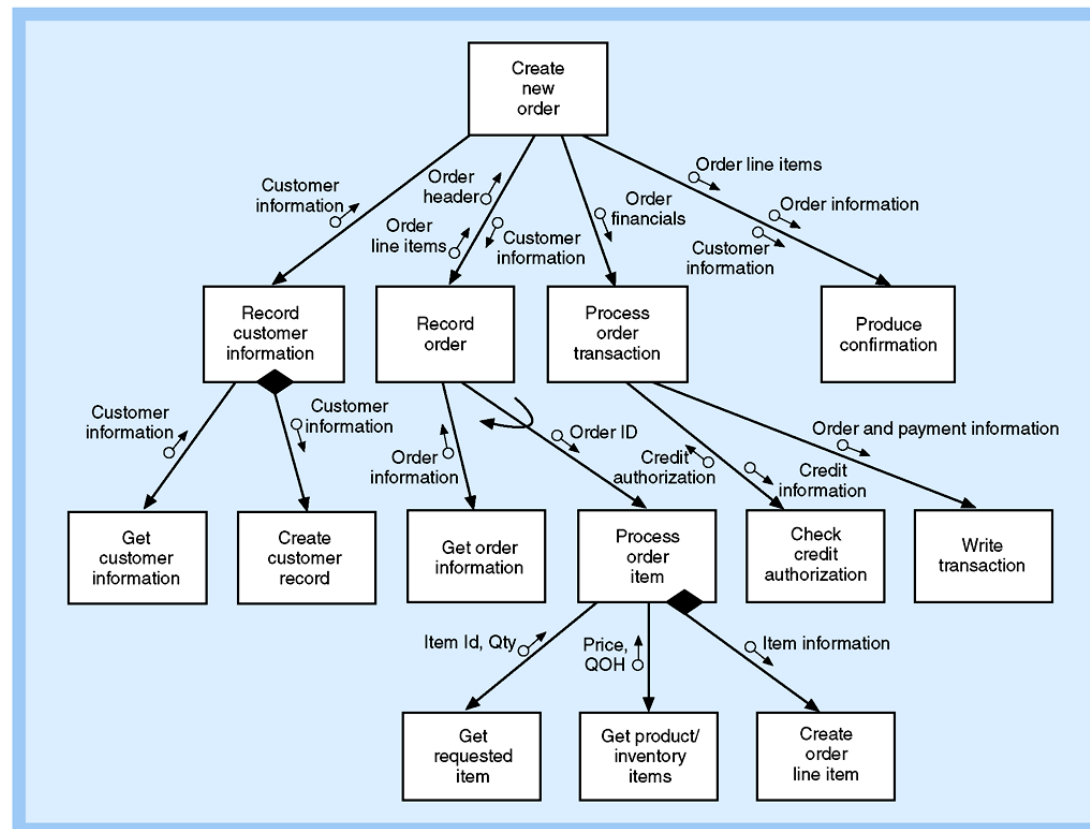 Create
new
order
Customer
information
Order
header
Order
line items
Customer
information
Order
financials
Order line items
Order information
Customer
information
Record
customer
information
Record
order
Process
order
transaction
Produce
confirmation
Customer
information
Customer
information
Order
information
Order ID
Credit
authorization
Order and payment information
Credit
information
Get
customer
information
Create
customer
record
Get order
information
Process
order
item
Check
credit
authorization
Write
transaction
Item Id, Qty
Price,
QOH
Item information
Get
requested
item
Get product/
inventory
items
Create
order
line item